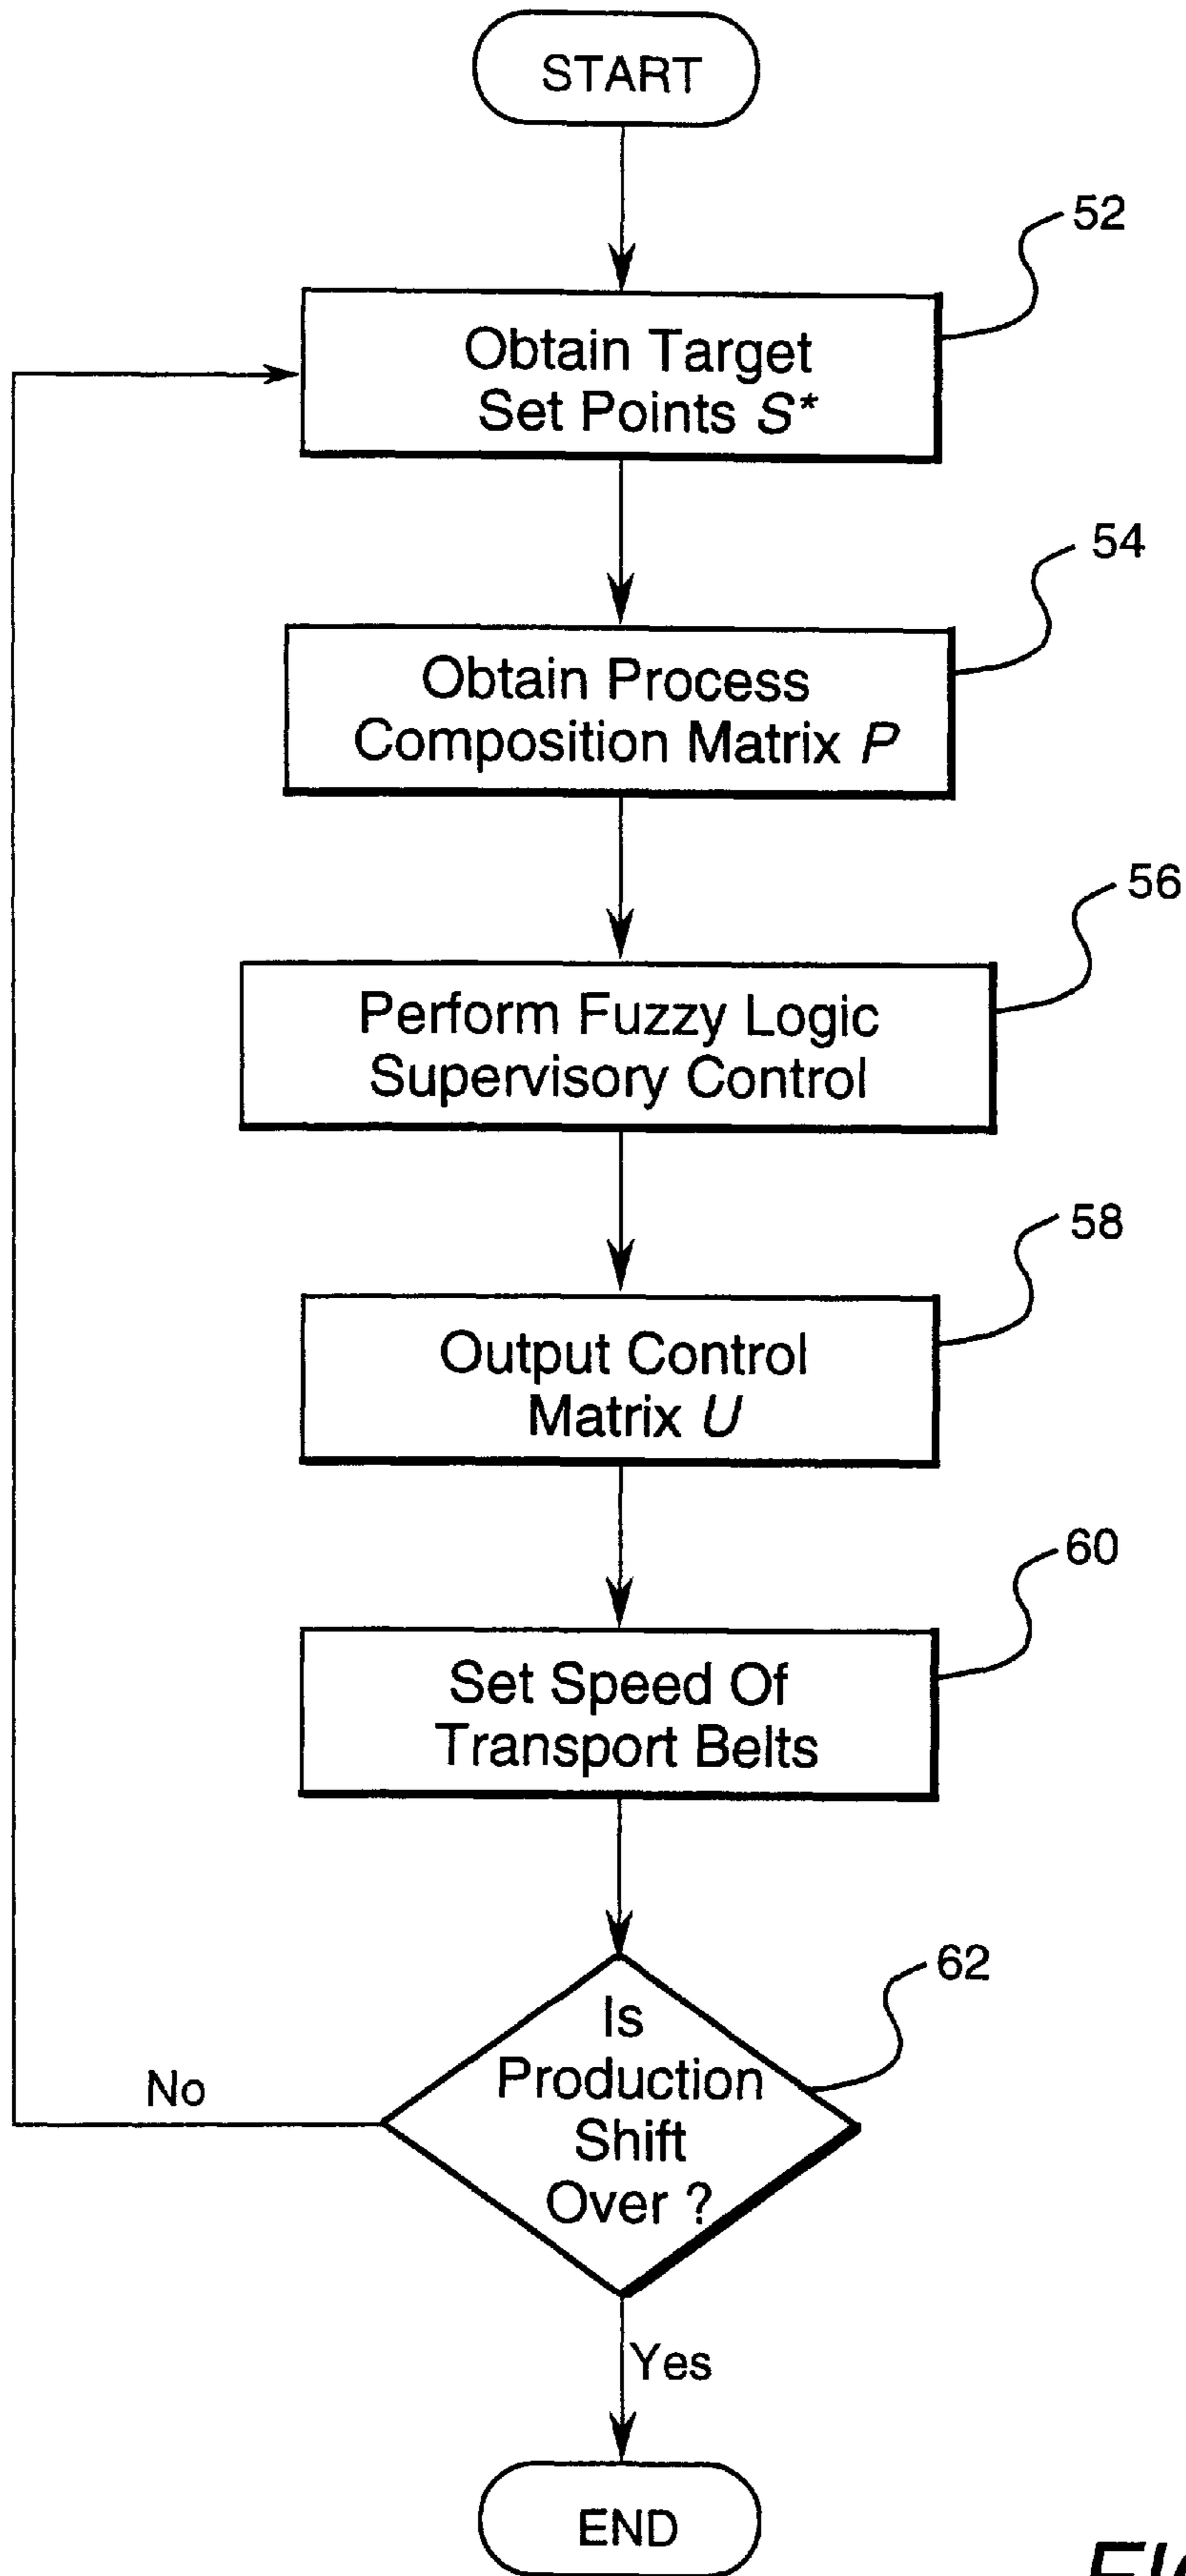 START
52
Obtain Target
Set Points S*
54
Obtain Process
Composition Matrix P
56
Perform Fuzzy Logic
Supervisory Control
58
Output Control
Matrix U
60
Set Speed Of
Transport Belts
62
Is
Production
Shift
Over ?
No
Yes
END